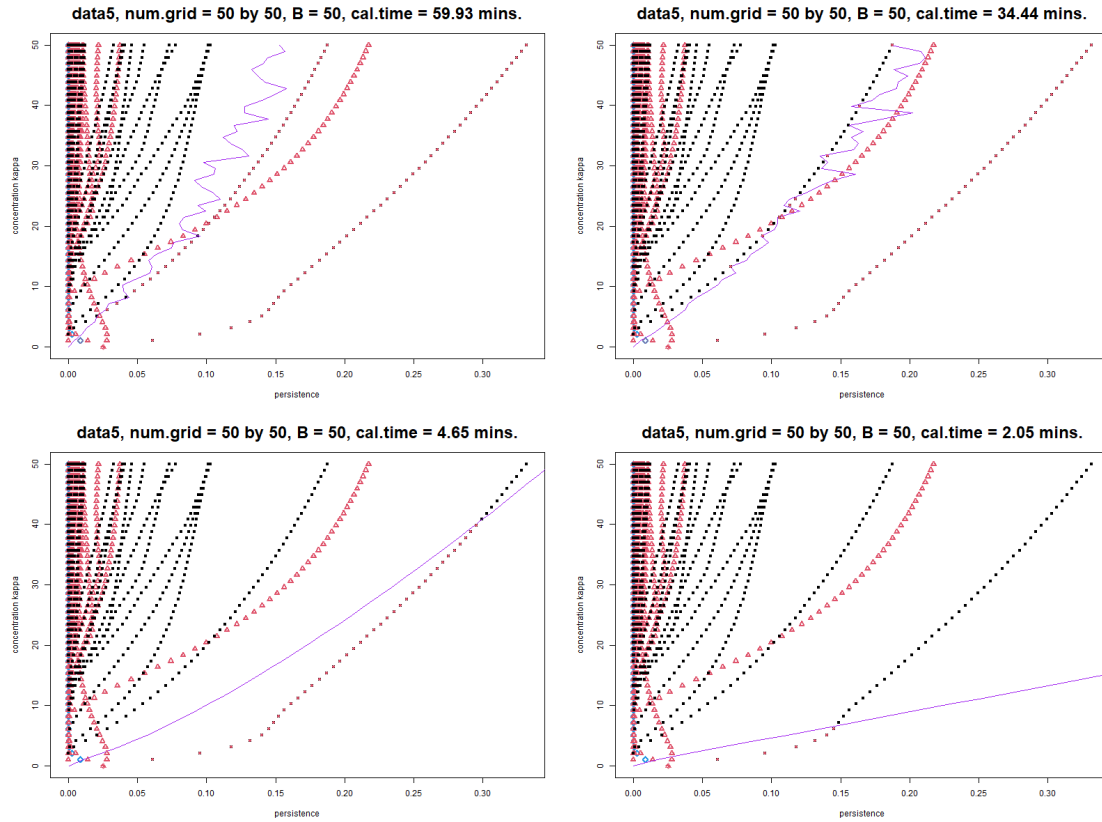 data5, num.grid = 50 by 50, B = 50, cal.time = 59.93 mins.
concentration kappa
50
40
30
20
10
0
0.00 0.05 0.10 0.15 0.20 0.25 0.30
persistence
data5, num.grid = 50 by 50, B = 50, cal.time = 34.44 mins.
concentration kappa
50
40
30
20
10
0
0.00 0.05 0.10 0.15 0.20 0.25 0.30
persistence
data5, num.grid = 50 by 50, B = 50, cal.time = 4.65 mins.
concentration kappa
50
40
30
20
10
0
0.00 0.05 0.10 0.15 0.20 0.25 0.30
persistence
data5, num.grid = 50 by 50, B = 50, cal.time = 2.05 mins.
concentration kappa
50
40
30
20
10
0
0.00 0.05 0.10 0.15 0.20 0.25 0.30
persistence